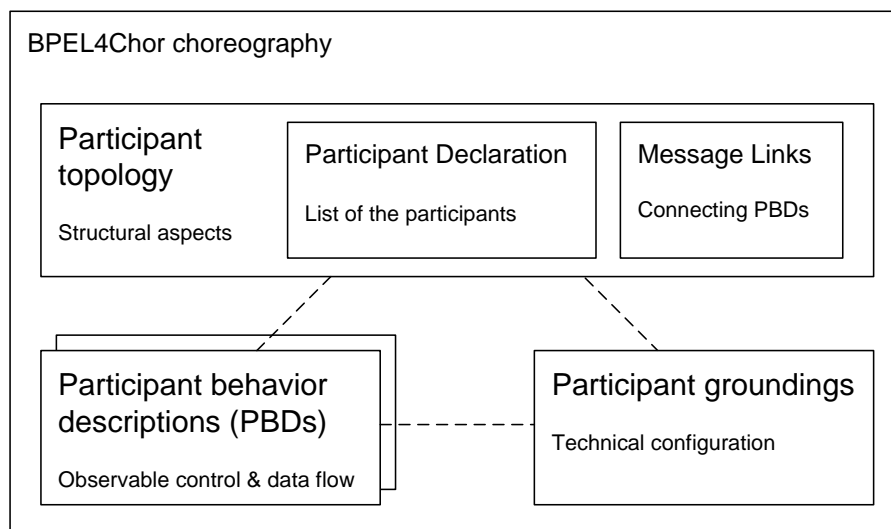 BPEL4Chor choreography
Participant
topology
Structural aspects
Participant Declaration
List of the participants
Message Links
Connecting PBDs
Participant behavior
descriptions (PBDs)
Observable control & data flow
Participant groundings
Technical configuration